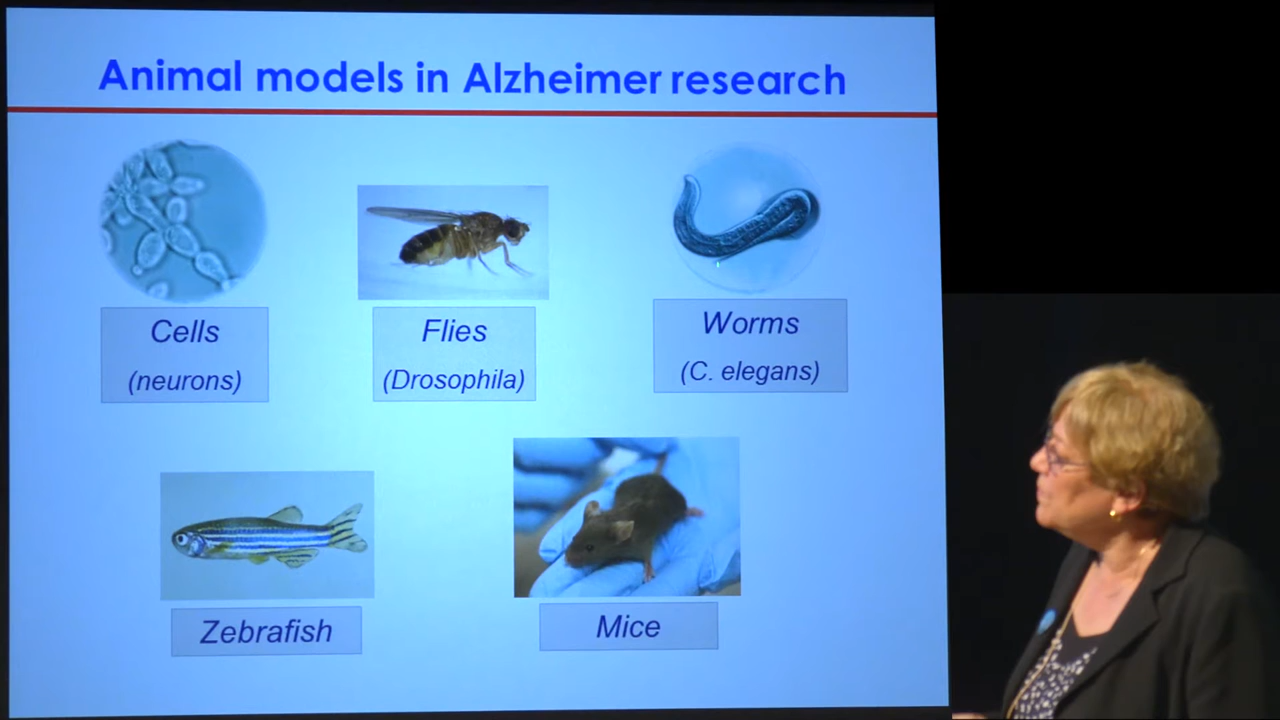 Animal models in Alzheimer research
Cells
(neurons)
Flies
(Drosophila)
Worms
(C. elegans)
Zebrafish
Mice